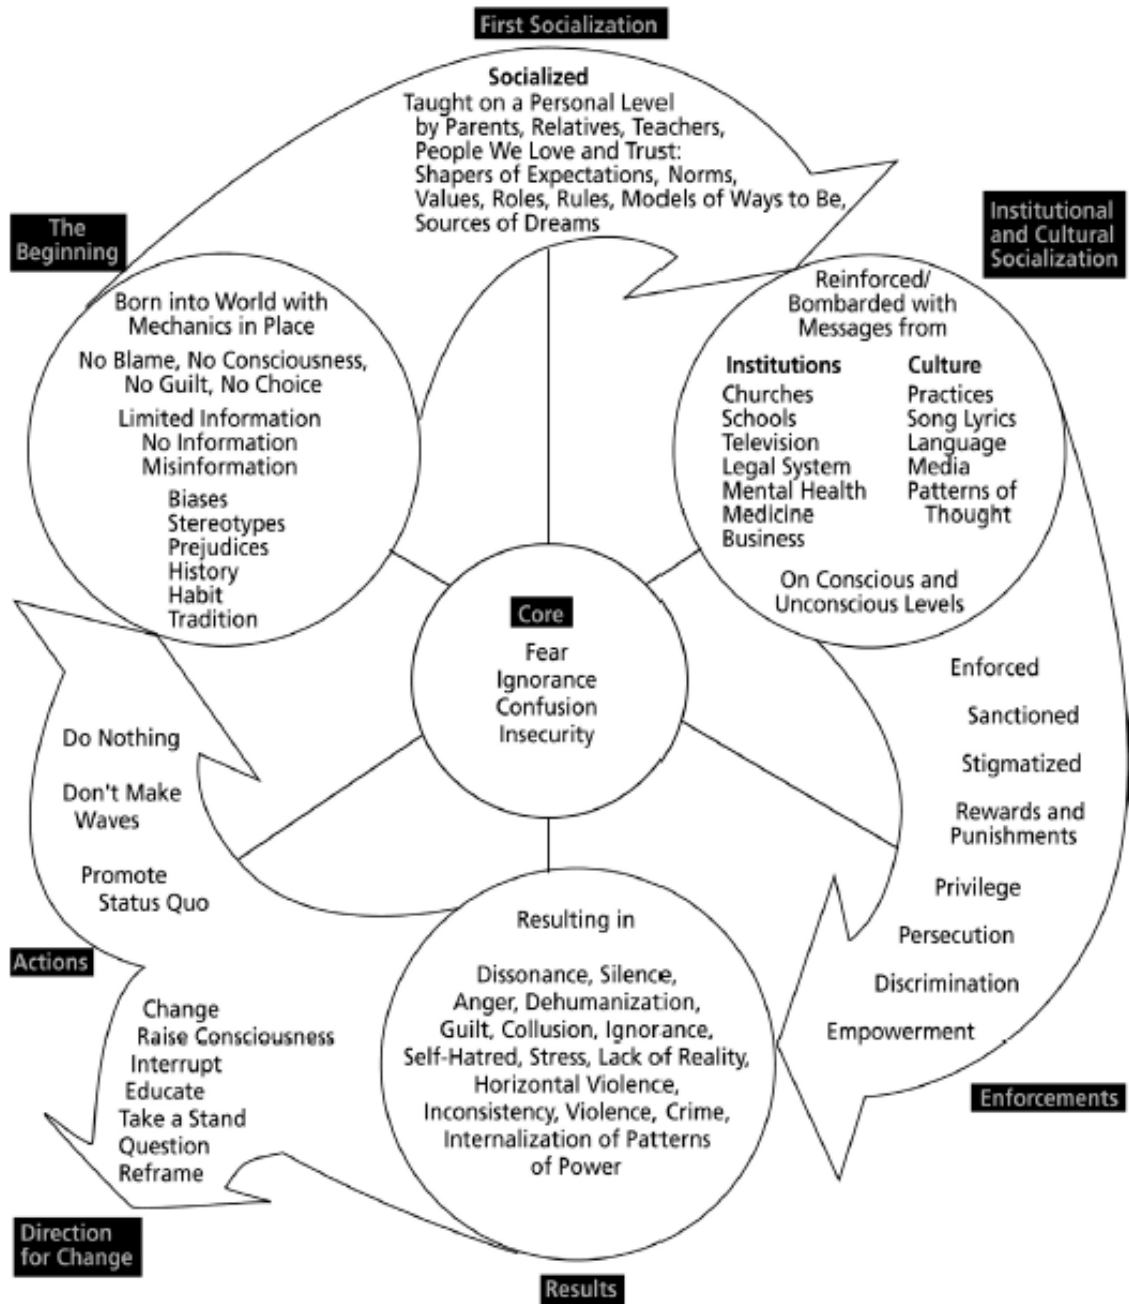 First Socialization
Socialized
Taught on a Personal Level
by Parents, Relatives, Teachers,
People We Love and Trust:
Shapers of Expectations, Norms,
Values, Roles, Rules, Models of Ways to Be,
Sources of Dreams
The
Beginning
Born into World with
Mechanics in Place
No Blame, No Consciousness,
No Guilt, No Choice
Limited Information
No Information
Misinformation
Biases
Stereotypes
Prejudices
History
Habit
Tradition
Institutional
and Cultural
Socialization
Reinforced/
Bombarded with
Messages from
Institutions
Churches
Schools
Television
Legal System
Mental Health
Medicine
Business
Culture
Practices
Song Lyrics
Language
Media
Patterns of
Thought
On Conscious and
Unconscious Levels
Core
Fear
Ignorance
Confusion
Insecurity
Enforced
Sanctioned
Stigmatized
Rewards and
Punishments
Privilege
Persecution
Discrimination
Empowerment
Enforcements
Resulting in
Dissonance, Silence,
Anger, Dehumanization,
Guilt, Collusion, Ignorance,
Self-Hatred, Stress, Lack of Reality,
Horizontal Violence,
Inconsistency, Violence, Crime,
Internalization of Patterns
of Power
Results
Do Nothing
Don't Make
Waves
Promote
Status Quo
Actions
Change
Raise Consciousness
Interrupt
Educate
Take a Stand
Question
Reframe
Direction
for Change